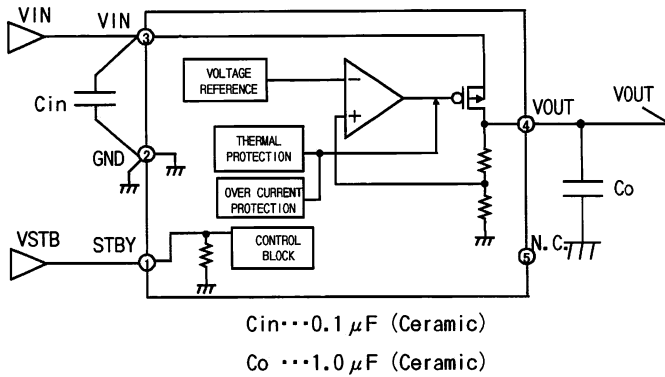 VIN
VIN
3
VOLTAGE
REFERENCE
−
+
Cin
VOUT
VOUT
4
GND
2
THERMAL
PROTECTION
OVER CURRENT
PROTECTION
Co
VSTB
STBY
1
CONTROL
BLOCK
N.C.
5
Cin···0.1μF (Ceramic)
Co ···1.0μF (Ceramic)